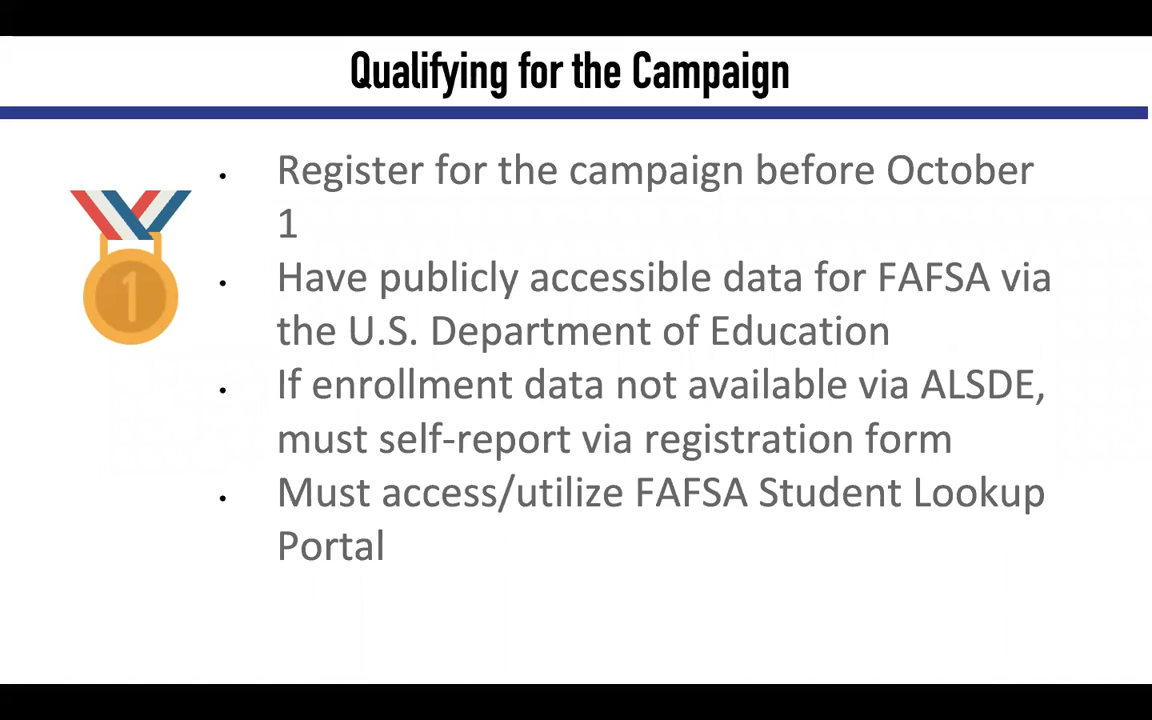 Qualifying for the Campaign
• Register for the campaign before October
1
• Have publicly accessible data for FAFSA via
the U.S. Department of Education
• If enrollment data not available via ALSDE,
must self-report via registration form
• Must access/utilize FAFSA Student Lookup
Portal
1